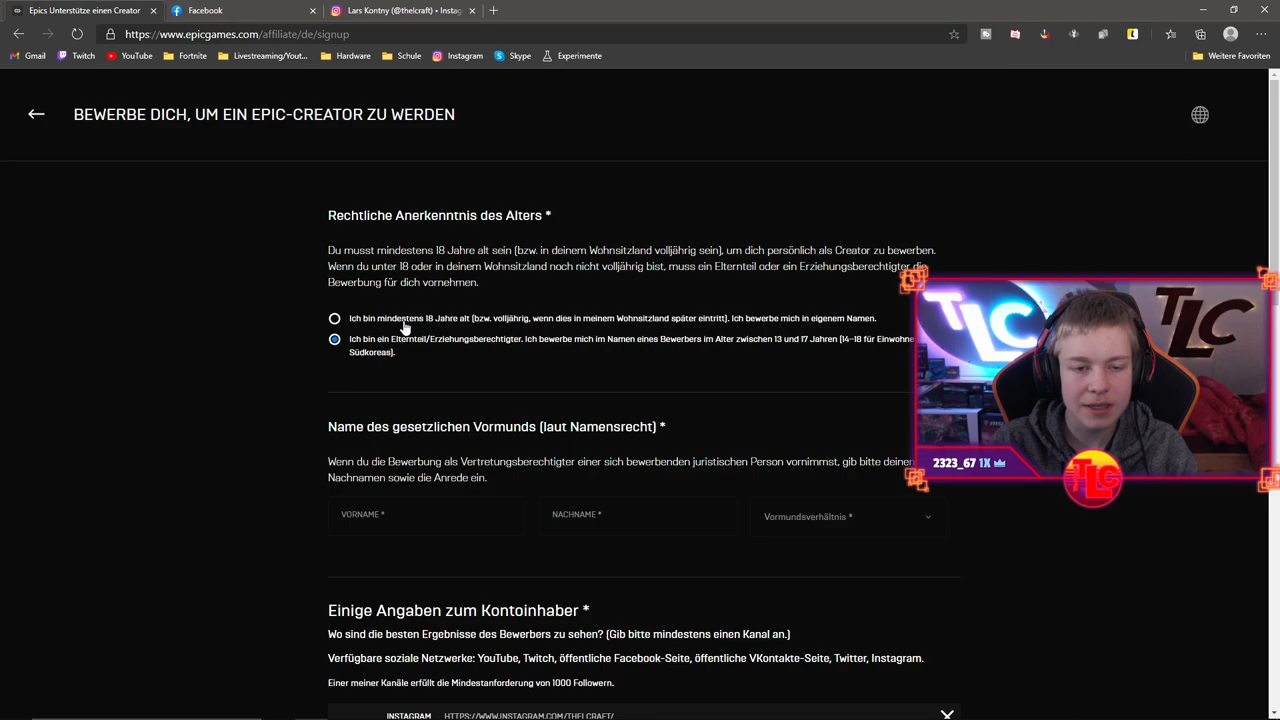 Epics Unterstütze einen Creator
Facebook
Lars Kontny (@thelcraft) • Instag
https://www.epicgames.com/affiliate/de/signup
Gmail
Twitch
YouTube
Fortnite
Livestreaming/Yout...
Hardware
Schule
Instagram
Skype
Experimente
Weitere Favoriten
BEWERBE DICH, UM EIN EPIC-CREATOR ZU WERDEN
Rechtliche Anerkenntnis des Alters *
Du musst mindestens 18 Jahre alt sein (bzw. in deinem Wohnsitzland volljährig sein), um dich persönlich als Creator zu bewerben.
Wenn du unter 18 oder in deinem Wohnsitzland noch nicht volljährig bist, muss ein Elternteil oder ein Erziehungsberechtigter die
Bewerbung für dich vornehmen.
Ich bin mindestens 18 Jahre alt (bzw. volljährig, wenn dies in meinem Wohnsitzland später eintritt). Ich bewerbe mich in eigenem Namen.
Ich bin ein Elternteil/Erziehungsberechtigter. Ich bewerbe mich im Namen eines Bewerbers im Alter zwischen 13 und 17 Jahren (14-18 für Einwohne
Südkoreas).
TLC
TLC
2323_67 1X
TLC
Name des gesetzlichen Vormunds (laut Namensrecht) *
Wenn du die Bewerbung als Vertretungsberechtigter einer sich bewerbenden juristischen Person vornimmst, gib bitte deinen
Nachnamen sowie die Anrede ein.
VORNAME *
NACHNAME *
Vormundsverhältnis *
Einige Angaben zum Kontoinhaber *
Wo sind die besten Ergebnisse des Bewerbers zu sehen? (Gib bitte mindestens einen Kanal an.)
Verfügbare soziale Netzwerke: YouTube, Twitch, öffentliche Facebook-Seite, öffentliche VKontakte-Seite, Twitter, Instagram.
Einer meiner Kanäle erfüllt die Mindestanforderung von 1000 Followern.
INSTAGRAM HTTPS://WWW.INSTAGRAM.COM/THELCRAFT/